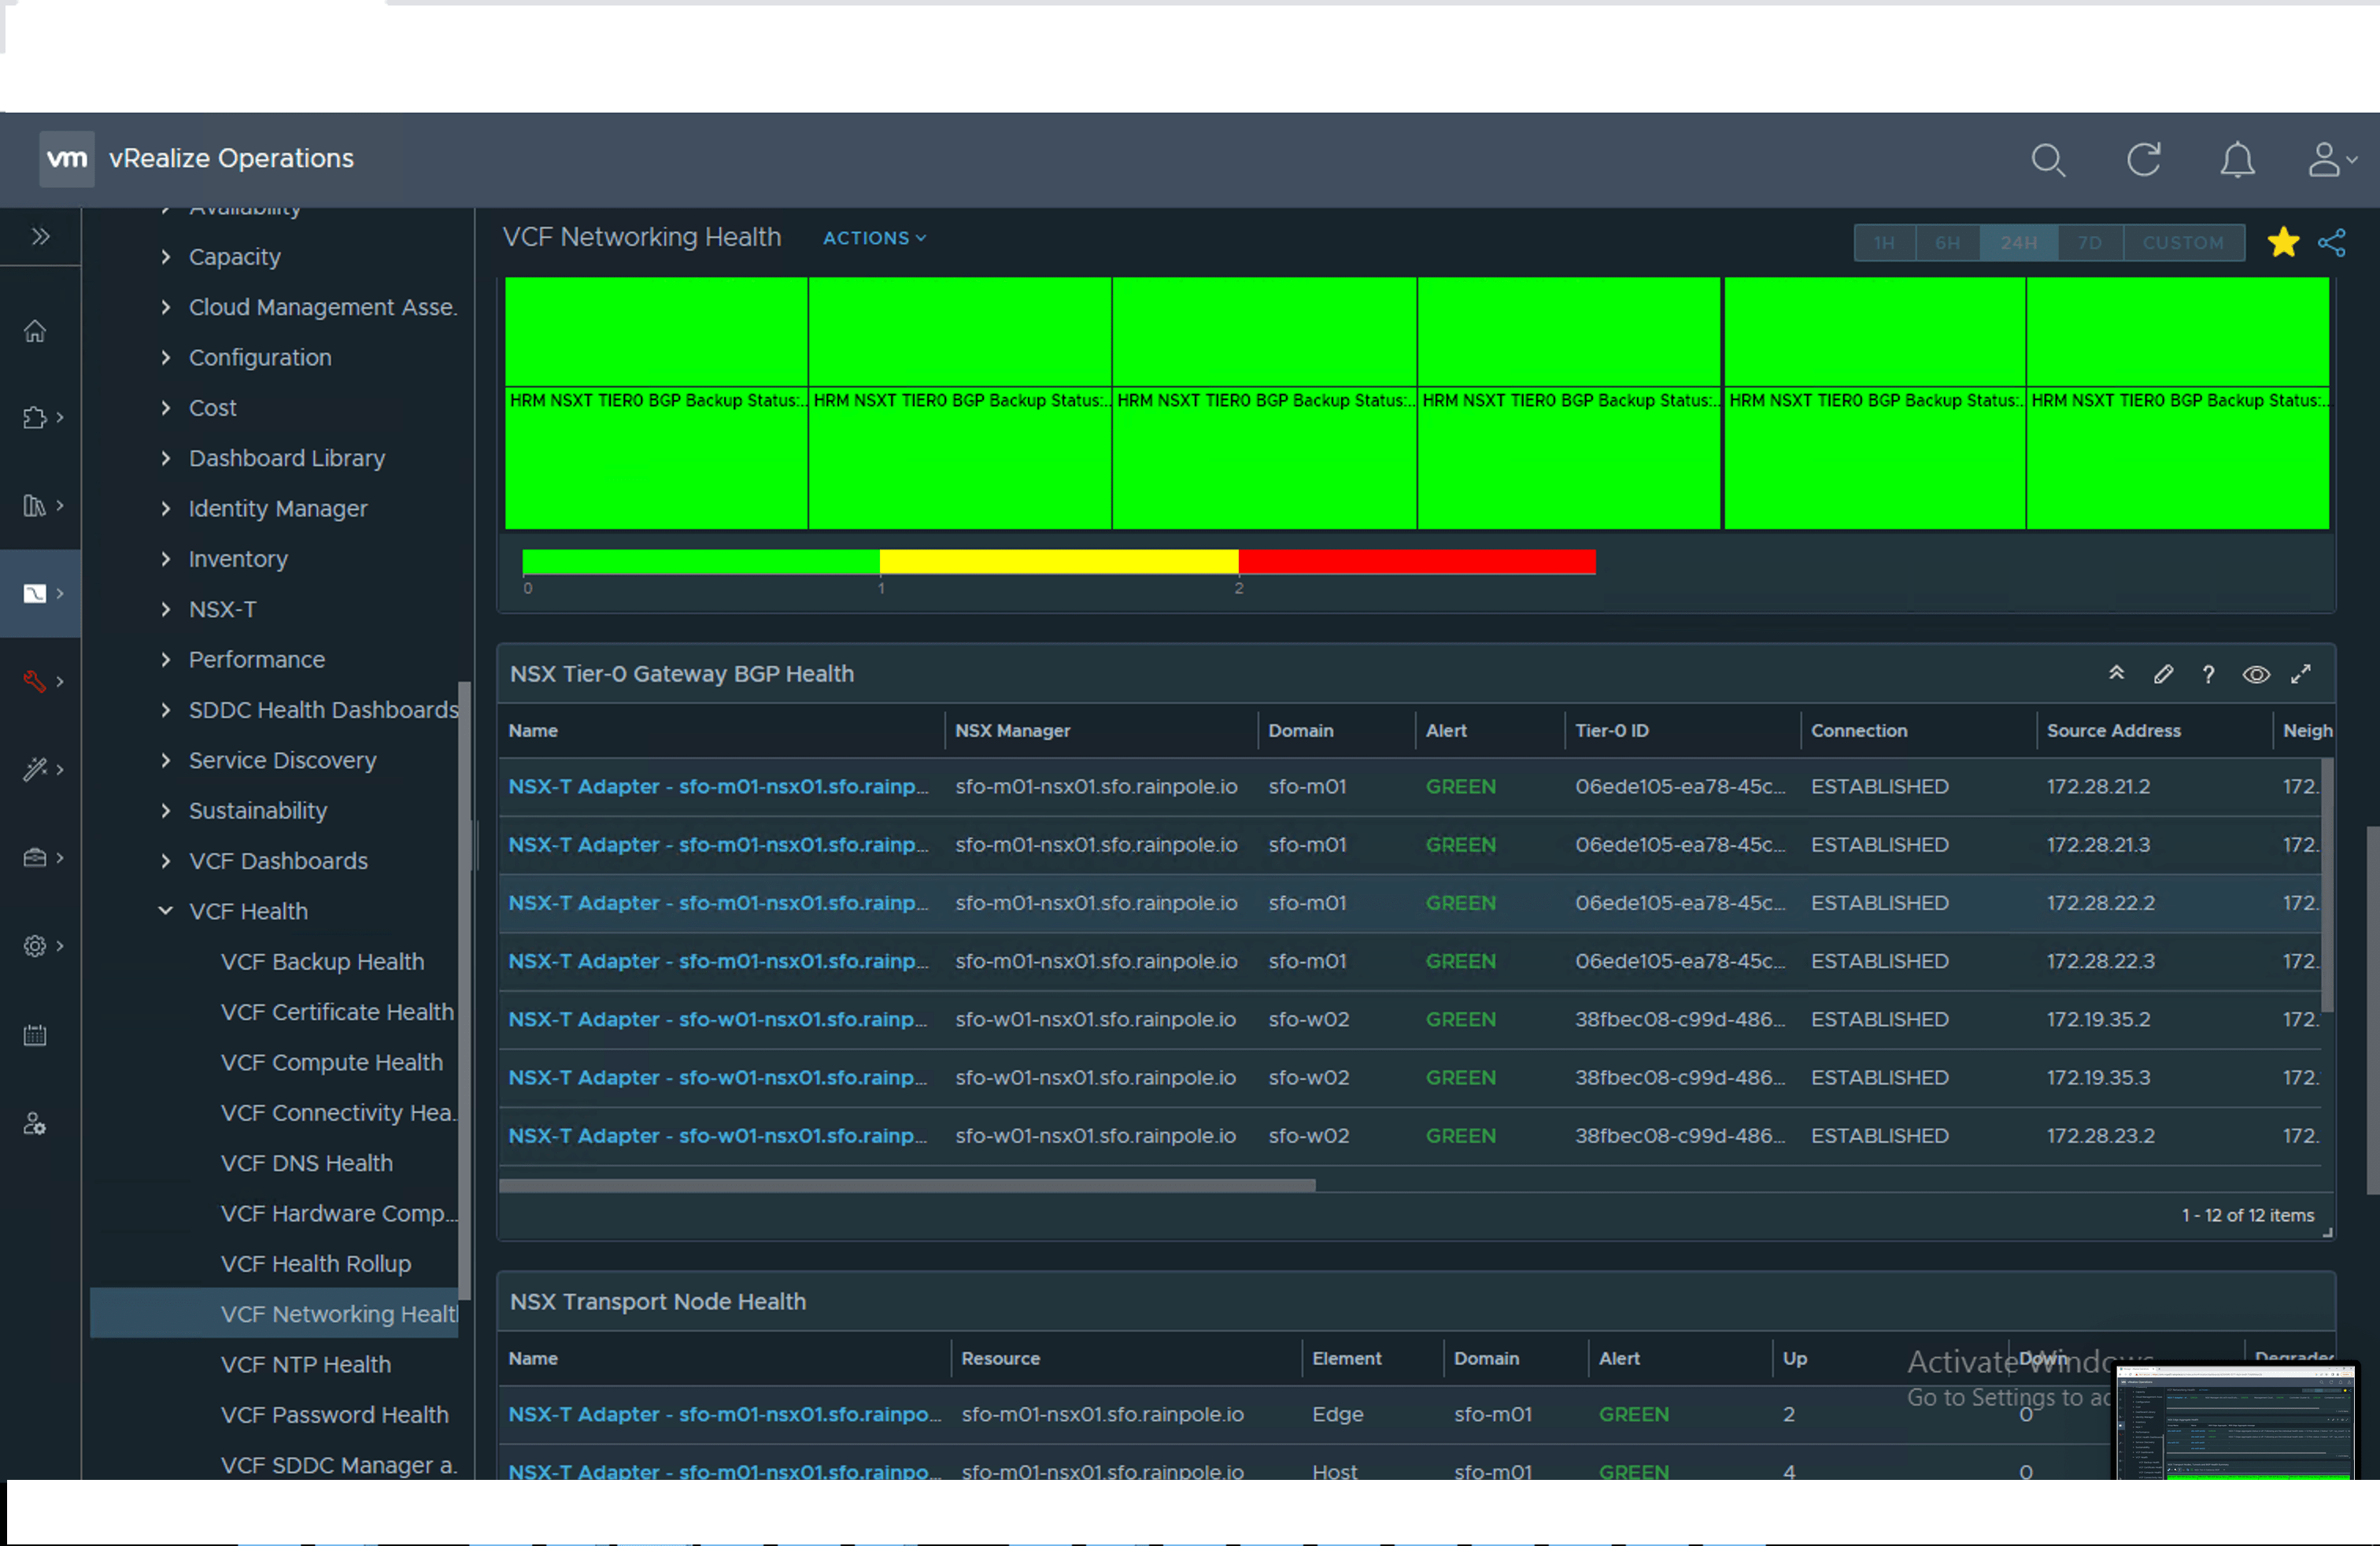 vm vRealize Operations
Availability
Capacity
Cloud Management Asse.
Configuration
Cost
Dashboard Library
Identity Manager
Inventory
NSX-T
Performance
SDDC Health Dashboards
Service Discovery
Sustainability
VCF Dashboards
VCF Health
VCF Backup Health
VCF Certificate Health
VCF Compute Health
VCF Connectivity Hea.
VCF DNS Health
VCF Hardware Comp...
VCF Health Rollup
VCF Networking Healt
VCF NTP Health
VCF Password Health
VCF SDDC Manager a.
VCF Networking Health ACTIONS 1H 6H 24H 7D CUSTOM
HRM NSXT TIER0 BGP Backup Status:.. HRM NSXT TIER0 BGP Backup Status:.. HRM NSXT TIER0 BGP Backup Status:.. HRM NSXT TIER0 BGP Backup Status:.. HRM NSXT TIER0 BGP Backup Status:.. HRM NSXT TIER0 BGP Backup Status:..
0 1 2
NSX Tier-0 Gateway BGP Health ?
Name NSX Manager Domain Alert Tier-0 ID Connection Source Address Neigh
NSX-T Adapter - sfo-m01-nsx01.sfo.rainp... sfo-m01-nsx01.sfo.rainpole.io sfo-m01 GREEN 06ede105-ea78-45c... ESTABLISHED 172.28.21.2 172.
NSX-T Adapter - sfo-m01-nsx01.sfo.rainp... sfo-m01-nsx01.sfo.rainpole.io sfo-m01 GREEN 06ede105-ea78-45c... ESTABLISHED 172.28.21.3 172.
NSX-T Adapter - sfo-m01-nsx01.sfo.rainp... sfo-m01-nsx01.sfo.rainpole.io sfo-m01 GREEN 06ede105-ea78-45c... ESTABLISHED 172.28.22.2 172.
NSX-T Adapter - sfo-m01-nsx01.sfo.rainp... sfo-m01-nsx01.sfo.rainpole.io sfo-m01 GREEN 06ede105-ea78-45c... ESTABLISHED 172.28.22.3 172.
NSX-T Adapter - sfo-w01-nsx01.sfo.rainp... sfo-w01-nsx01.sfo.rainpole.io sfo-w02 GREEN 38fbec08-c99d-486... ESTABLISHED 172.19.35.2 172.
NSX-T Adapter - sfo-w01-nsx01.sfo.rainp... sfo-w01-nsx01.sfo.rainpole.io sfo-w02 GREEN 38fbec08-c99d-486... ESTABLISHED 172.19.35.3 172.
NSX-T Adapter - sfo-w01-nsx01.sfo.rainp... sfo-w01-nsx01.sfo.rainpole.io sfo-w02 GREEN 38fbec08-c99d-486... ESTABLISHED 172.28.23.2 172.
1 - 12 of 12 items
NSX Transport Node Health
Name Resource Element Domain Alert Up Down Degraded
Activate Windows
Go to Settings to ac
NSX-T Adapter - sfo-m01-nsx01.sfo.rainpo... sfo-m01-nsx01.sfo.rainpole.io Edge sfo-m01 GREEN 2 0
NSX-T Adapter - sfo-m01-nsx01.sfo.rainpo... sfo-m01-nsx01.sfo.rainpole.io Host sfo-m01 GREEN 4 0